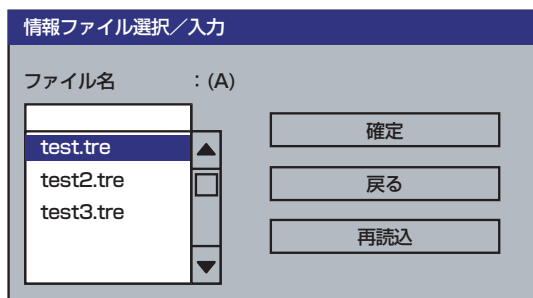 情報ファイル選択／入力
ファイル名　：(A)
test.tre
test2.tre
test3.tre
確定
戻る
再読込